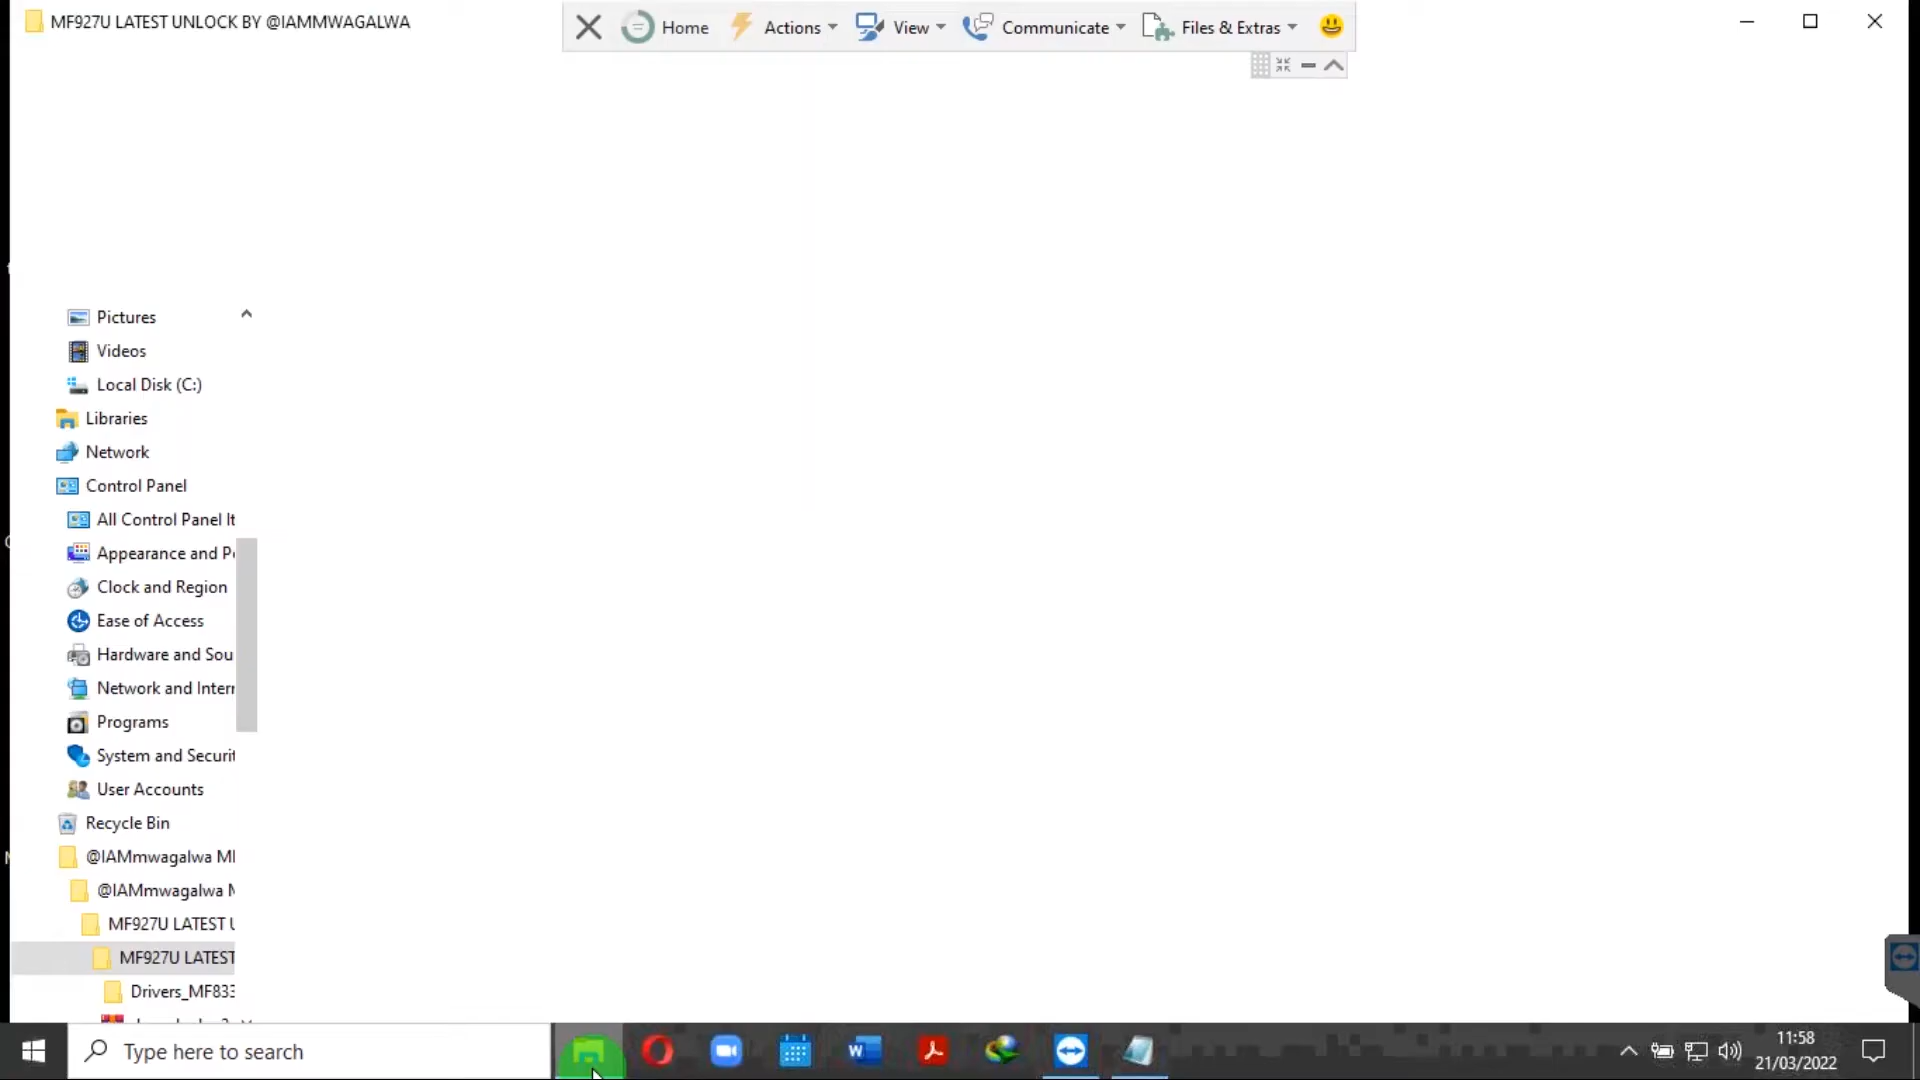 MF927U LATEST UNLOCK BY @IAMMWAGALWA
Home
Actions
View
Communicate
Files & Extras
Pictures
Videos
Local Disk (C:)
Libraries
Network
Control Panel
All Control Panel It
Appearance and Pe
Clock and Region
Ease of Access
Hardware and Sou
Network and Intern
Programs
System and Securit
User Accounts
Recycle Bin
@IAMmwagalwa MI
@IAMmwagalwa M
MF927U LATEST U
MF927U LATEST
Drivers_MF833
Type here to search
11:58
21/03/2022